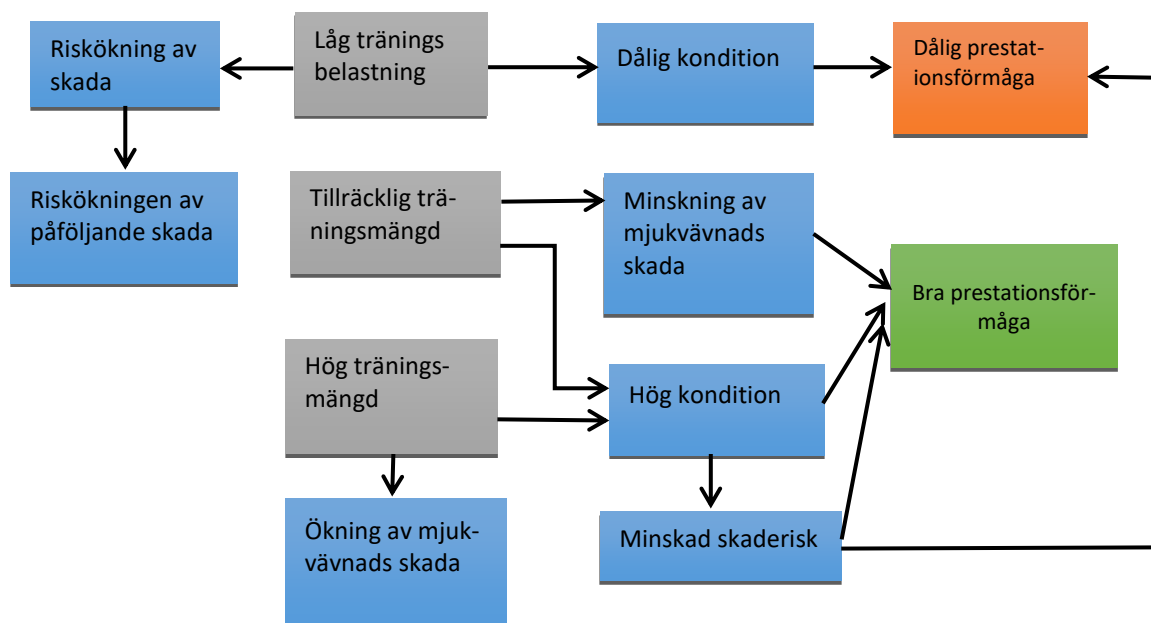 Riskökning av
skada
Låg tränings
belastning
Dålig kondition
Dålig prestat-
ionsförmåga
Riskökningen av
påföljande skada
Tillräcklig trä-
ningsmängd
Minskning av
mjukvävnads
skada
Bra prestationsför-
måga
Hög tränings-
mängd
Hög kondition
Ökning av mjuk-
vävnads skada
Minskad skaderisk